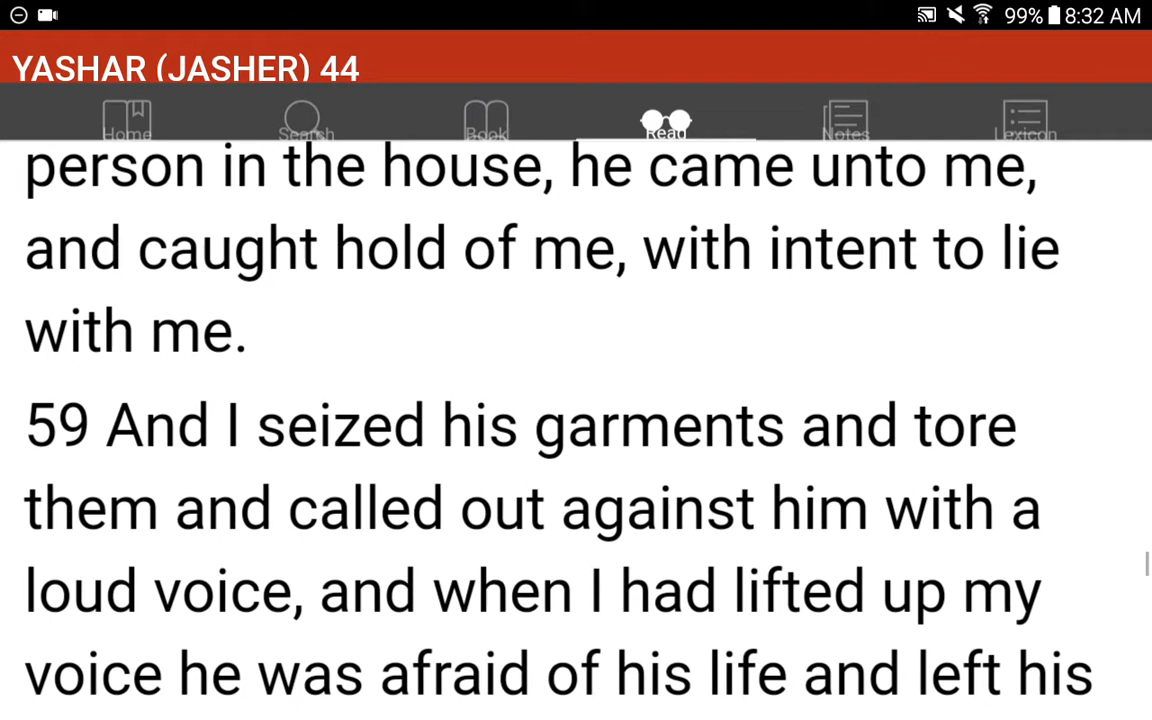 99% 8:32 AM
YASHAR (JASHER) 44
Home Search Book Read Notes Lexicon
person in the house, he came unto me,
and caught hold of me, with intent to lie
with me.
59 And I seized his garments and tore
them and called out against him with a
loud voice, and when I had lifted up my
voice he was afraid of his life and left his